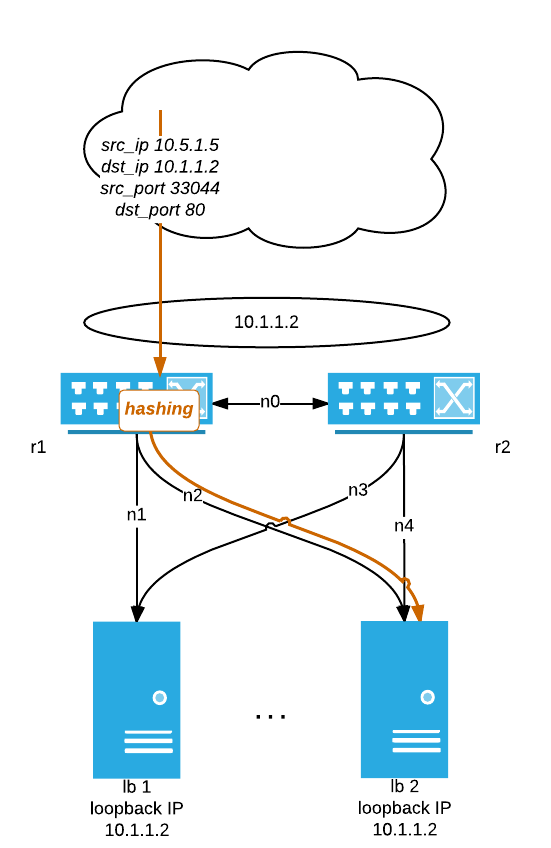 src_ip 10.5.1.5
dst_ip 10.1.1.2
src_port 33044
dst_port 80
10.1.1.2
hashing
n0
r1
r2
n2
n3
n1
n4
...
lb 1
loopback IP
10.1.1.2
lb 2
loopback IP
10.1.1.2